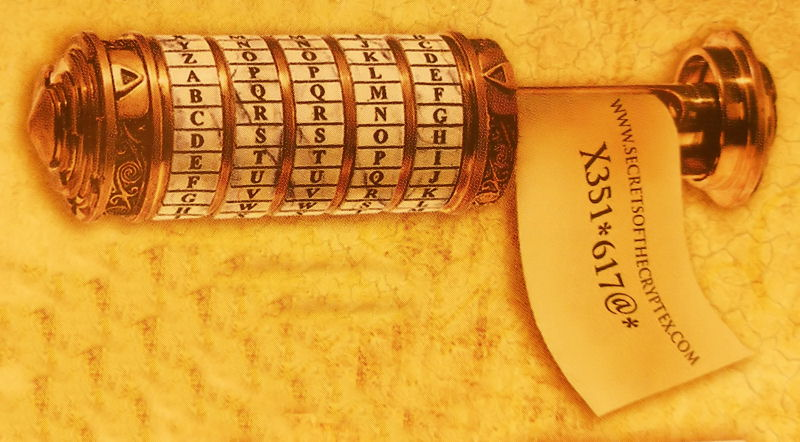 X Y Z A B C D E F G H
M N O P Q R S T U V W
M N O P Q R S T U V W
J K L M N O P Q R S
B C D E F G H I J K L
WWW.SECRETSOFTHECRYPTEX.COM
X351*617@*